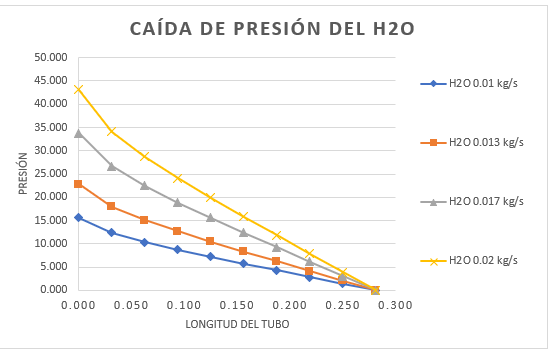 CAÍDA DE PRESIÓN DEL H2O
50.000
45.000
40.000
35.000
30.000
25.000
20.000
15.000
10.000
5.000
0.000
PRESIÓN
0.000 0.050 0.100 0.150 0.200 0.250 0.300
LONGITUD DEL TUBO
H2O 0.01 kg/s
H2O 0.013 kg/s
H2O 0.017 kg/s
H2O 0.02 kg/s